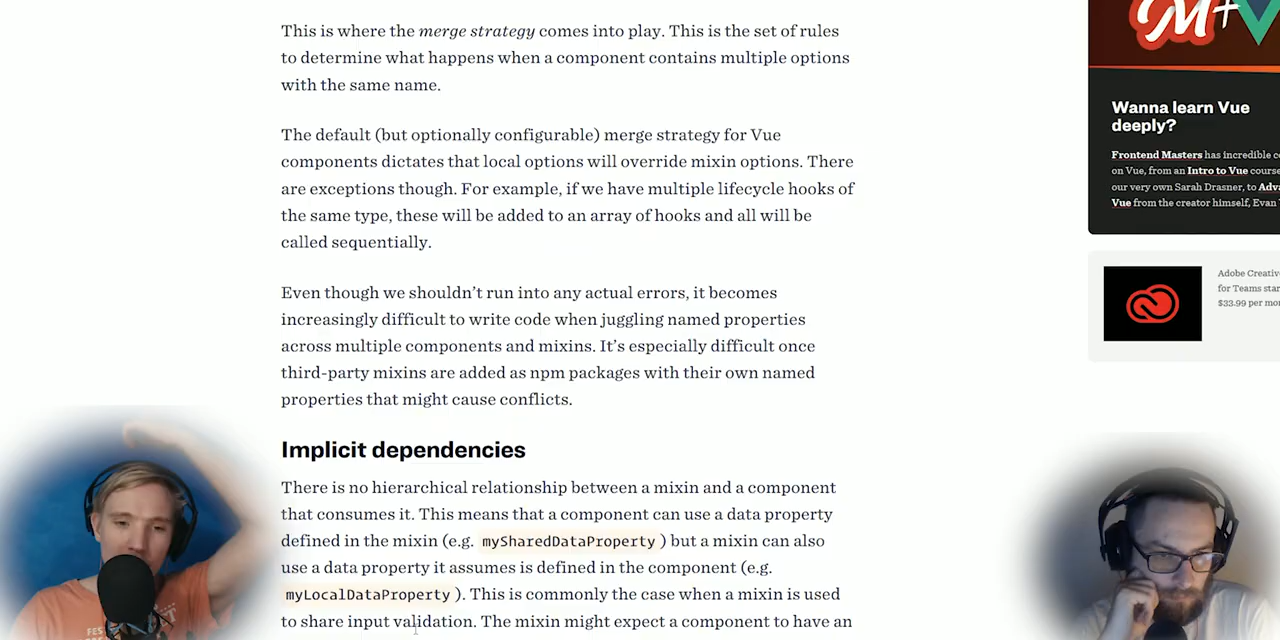 This is where the merge strategy comes into play. This is the set of rules
to determine what happens when a component contains multiple options
with the same name.
The default (but optionally configurable) merge strategy for Vue
components dictates that local options will override mixin options. There
are exceptions though. For example, if we have multiple lifecycle hooks of
the same type, these will be added to an array of hooks and all will be
called sequentially.
Even though we shouldn’t run into any actual errors, it becomes
increasingly difficult to write code when juggling named properties
across multiple components and mixins. It’s especially difficult once
third-party mixins are added as npm packages with their own named
properties that might cause conflicts.
Implicit dependencies
There is no hierarchical relationship between a mixin and a component
that consumes it. This means that a component can use a data property
defined in the mixin (e.g. mySharedDataProperty ) but a mixin can also
use a data property it assumes is defined in the component (e.g.
myLocalDataProperty ). This is commonly the case when a mixin is used
to share input validation. The mixin might expect a component to have an
M+
Wanna learn Vue
deeply?
Frontend Masters has incredible
on Vue, from an Intro to Vue course
our very own Sarah Drasner, to
Vue from the creator himself, Evan
Adobe
for Teams
$33.99 per